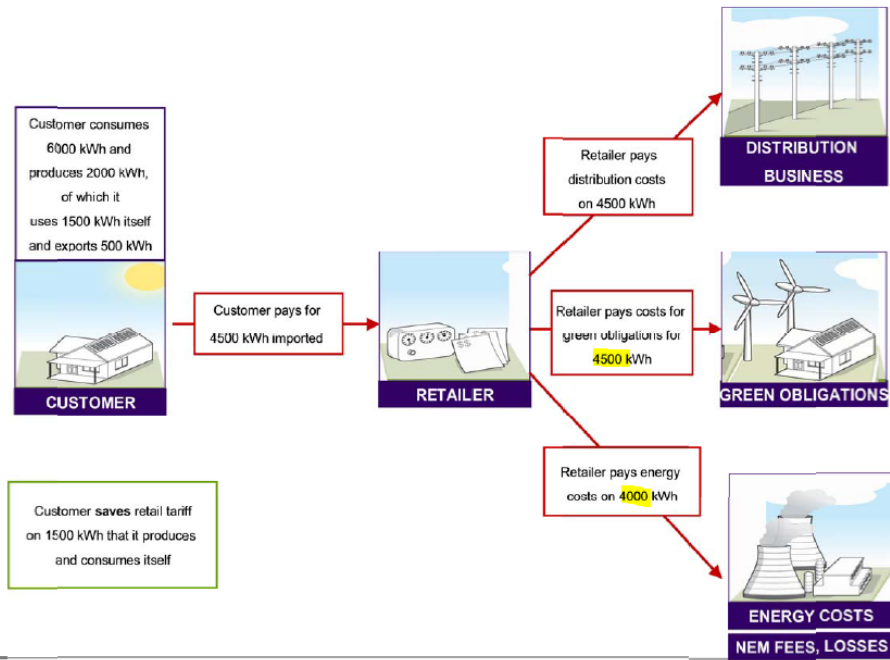 Customer consumes
6000 kWh and
produces 2000 kWh,
of which it
uses 1500 kWh itself
and exports 500 kWh
CUSTOMER
Customer pays for
4500 kWh imported
$$
RETAILER
Retailer pays
distribution costs
on 4500 kWh
DISTRIBUTION
BUSINESS
Retailer pays costs for
green obligations for
4500 kWh
GREEN OBLIGATIONS
Retailer pays energy
costs on 4000 kWh
ENERGY COSTS
NEM FEES, LOSSES
Customer saves retail tariff
on 1500 kWh that it produces
and consumes itself